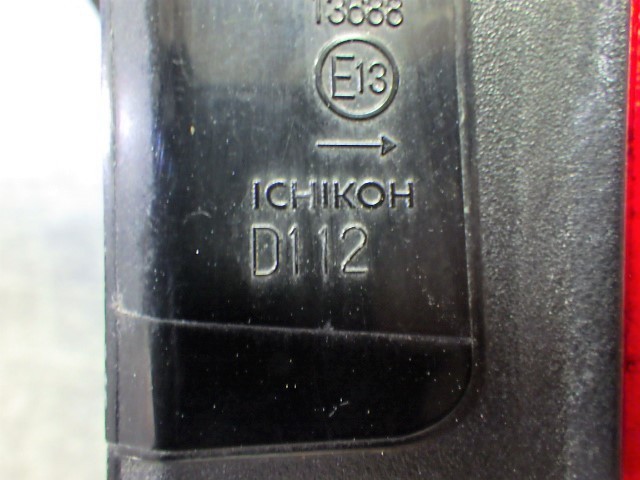 13688
E13
→
ICHIKOH
D112